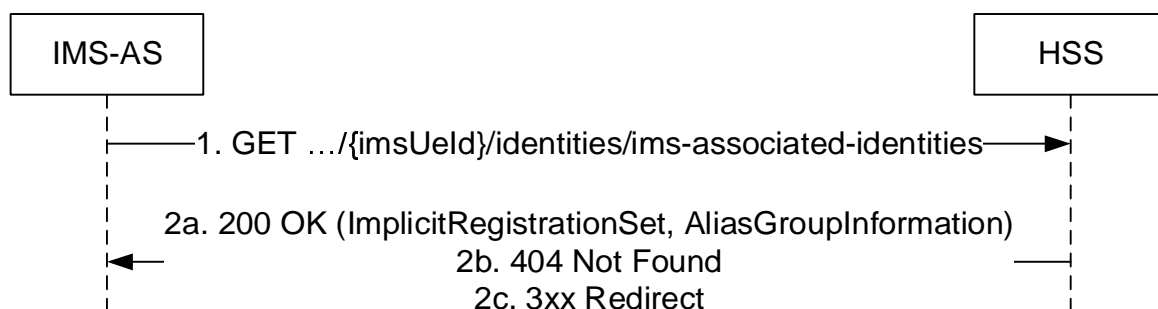 IMS-AS
HSS
1. GET …/{imsUeId}/identities/ims-associated-identities
2a. 200 OK (ImplicitRegistrationSet, AliasGroupInformation)
2b. 404 Not Found
2c. 3xx Redirect